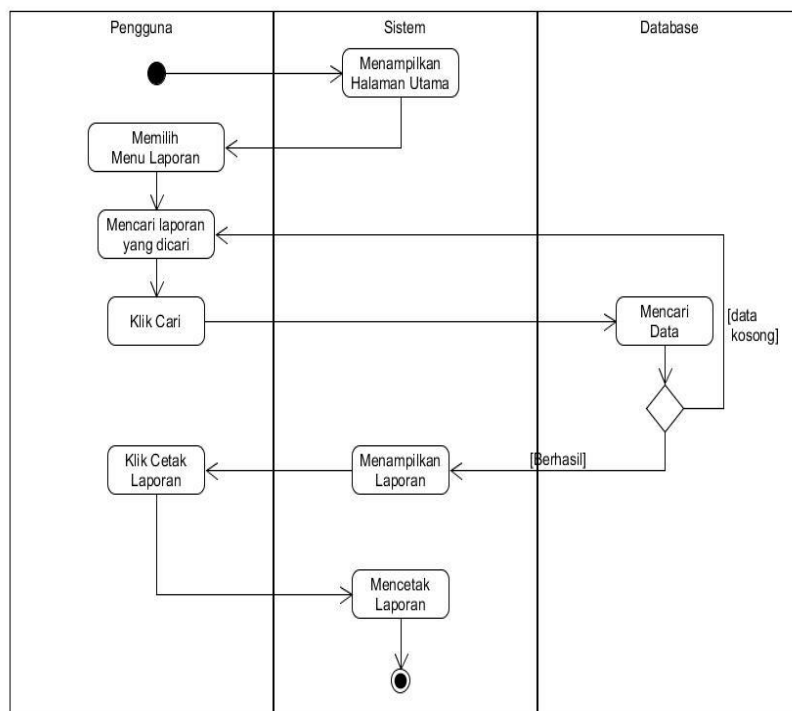 Pengguna
Sistem
Database
Menampilkan
Halaman Utama
Memilih
Menu Laporan
Mencari laporan
yang dicari
Klik Cari
Mencari
Data
[data
kosong]
[Berhasil]
Menampilkan
Laporan
Klik Cetak
Laporan
Mencetak
Laporan